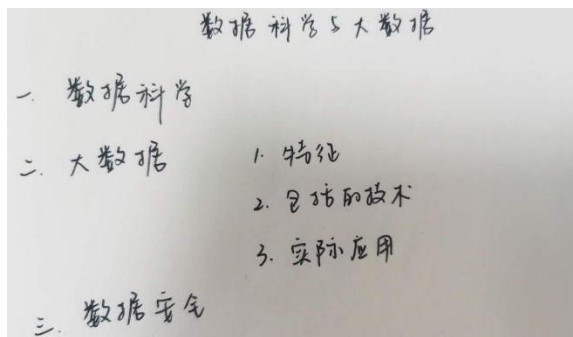 数据科学与大数据
一. 数据科学
二. 大数据 1. 特征
2. 包括的技术
3. 实际应用
三. 数据安全